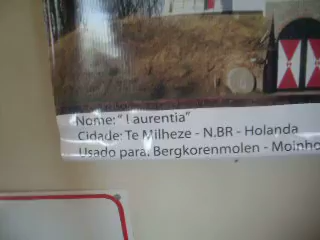 Nome: " Laurentia"
Cidade: Te Milheze - N.BR - Holanda
Usado para: Bergkorenmolen - Moinho